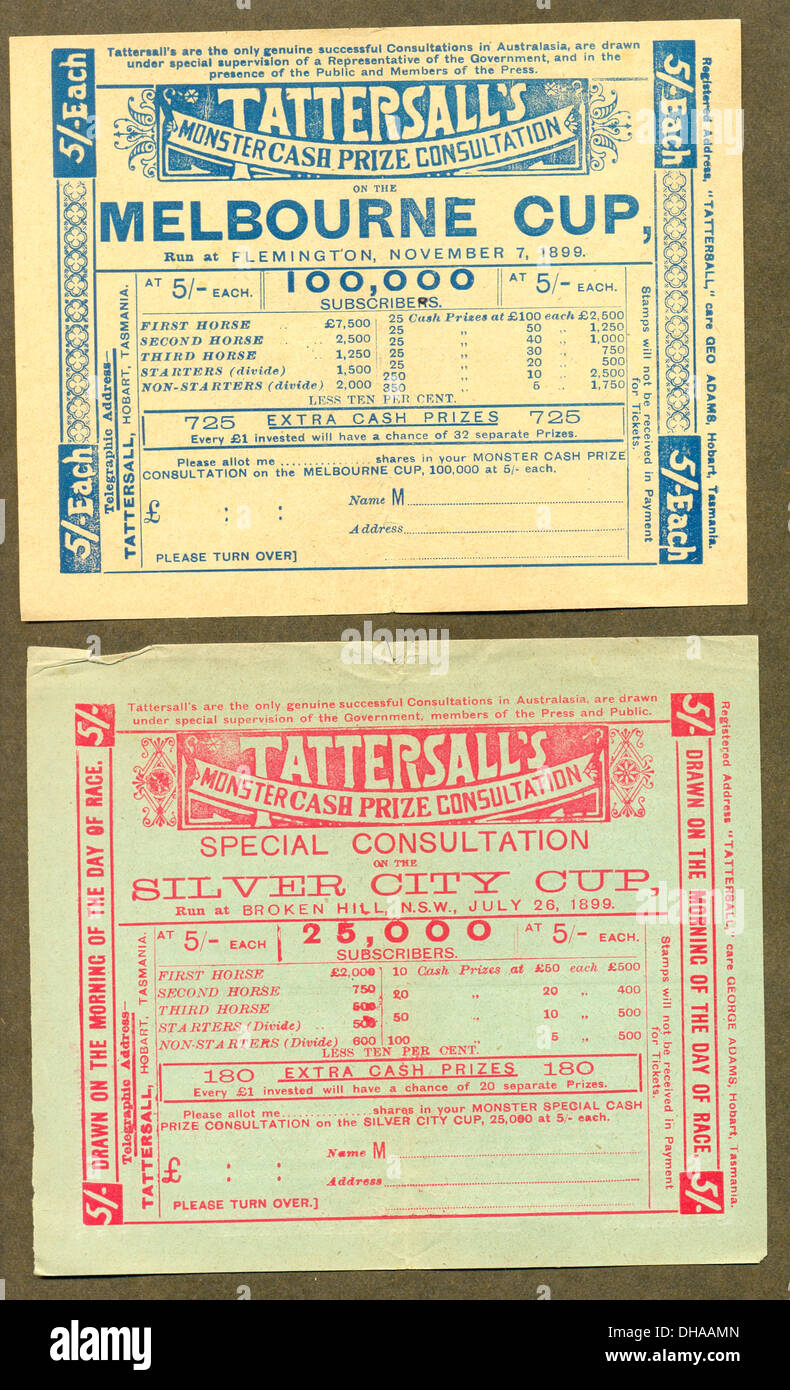 Tattersall's are the only genuine successful Consultations in Australasia, are drawn
under special supervision of a Representative of the Government, and in the
presence of the Public and Members of the Press.
5/-Each
5/-Each
TATTERSALL'S
MONSTER CASH PRIZE CONSULTATION
ON THE
MELBOURNE CUP,
Run at FLEMINGTON, NOVEMBER 7, 1899.
AT 5/- EACH. 100,000 AT 5/- EACH.
SUBSCRIBERS.
FIRST HORSE .. £7,500 25 Cash Prizes at £100 each £2,500
SECOND HORSE .. 2,500 25 „ 50 „ 1,250
THIRD HORSE .. 1,250 25 „ 40 „ 1,000
STARTERS (divide) 1,500 25 „ 30 „ 750
NON-STARTERS (divide) 2,000 25 „ 20 „ 500
250 „ 10 „ 2,500
350 „ 5 „ 1,750
LESS TEN PER CENT.
725 EXTRA CASH PRIZES 725
Every £1 invested will have a chance of 32 separate Prizes.
Please allot me .............. shares in your MONSTER CASH PRIZE
CONSULTATION on the MELBOURNE CUP, 100,000 at 5/- each.
£ : : Name M
Address
PLEASE TURN OVER]
5/-Each
5/-Each
Telegraphic Address—
TATTERSALL, HOBART, TASMANIA.
Stamps will not be received in Payment
for Tickets.
Registered Address, "TATTERSALL," care GEO ADAMS, Hobart, Tasmania.
Tattersall's are the only genuine successful Consultations in Australasia, are drawn
under special supervision of the Government, members of the Press and Public.
5/-
5/-
TATTERSALL'S
MONSTER CASH PRIZE CONSULTATION
SPECIAL CONSULTATION
ON THE
SILVER CITY CUP,
Run at BROKEN HILL, N.S.W., JULY 26, 1899.
AT 5/- EACH 25,000 AT 5/- EACH.
SUBSCRIBERS.
FIRST HORSE £2,000 10 Cash Prizes at £50 each £500
SECOND HORSE 750 20 „ 20 „ 400
THIRD HORSE 500 50 „ 10 „ 500
STARTERS (Divide) .. 500
NON-STARTERS (Divide) 600 100 „ 5 „ 500
LESS TEN PER CENT.
180 EXTRA CASH PRIZES 180
Every £1 invested will have a chance of 20 separate Prizes.
Please allot me .............. shares in your MONSTER SPECIAL CASH
PRIZE CONSULTATION on the SILVER CITY CUP, 25,000 at 5/- each.
£ : : Name M
Address
PLEASE TURN OVER.]
5/-
5/-
DRAWN ON THE MORNING OF THE DAY OF RACE.
Telegraphic Address—
TATTERSALL, HOBART, TASMANIA.
Stamps will not be received in Payment
for Tickets.
DRAWN ON THE MORNING OF THE DAY OF RACE.
Registered Address "TATTERSALL," care GEORGE ADAMS, Hobart, Tasmania.
alamy
alamy
Image ID: DHAAMN
www.alamy.com